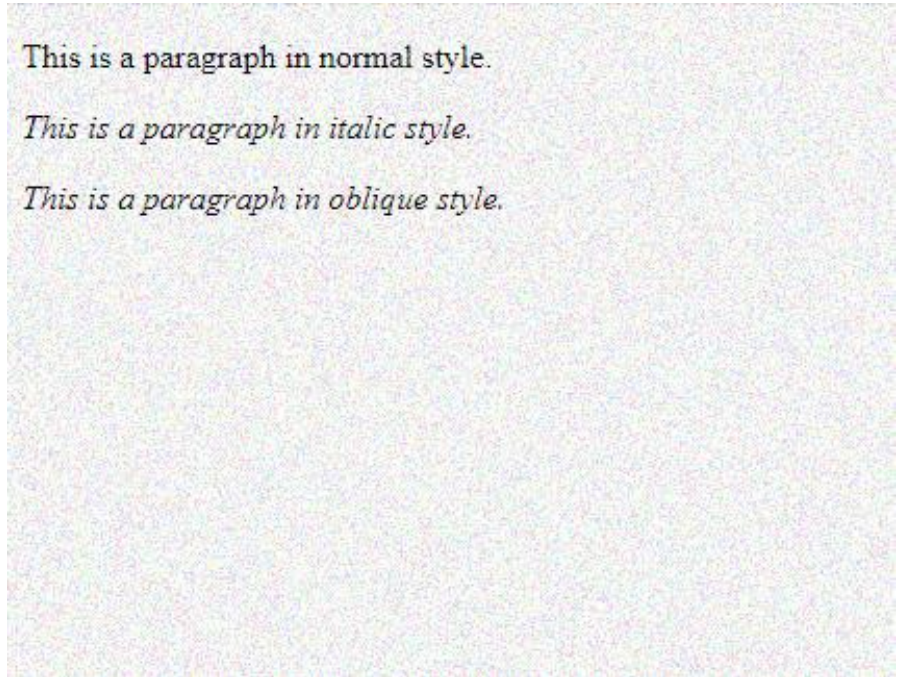 This is a paragraph in normal style.
This is a paragraph in italic style.
This is a paragraph in oblique style.